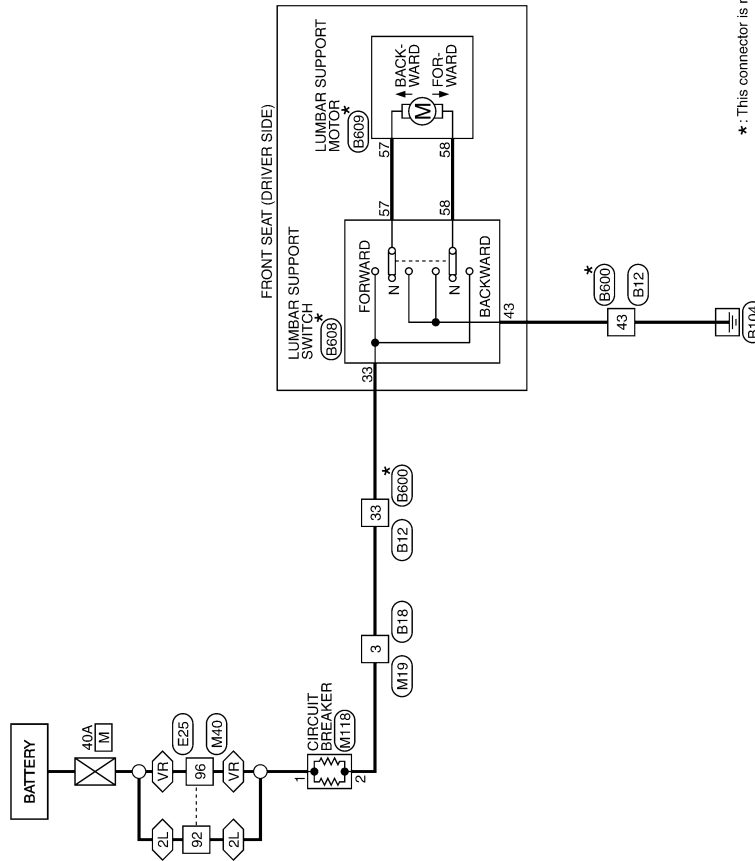 BATTERY
40A
M
VR
E25
96
M40
VR
2L
92
2L
1
CIRCUIT
BREAKER
M118
2
3
M19
B18
33
B12
*
B600
FRONT SEAT (DRIVER SIDE)
LUMBAR SUPPORT
SWITCH
*
B608
33
FORWARD
N
N
BACKWARD
43
57
57
58
58
LUMBAR SUPPORT
MOTOR
*
B609
BACK-
WARD
M
FOR-
WARD
*
B600
43
B12
* : This connector is